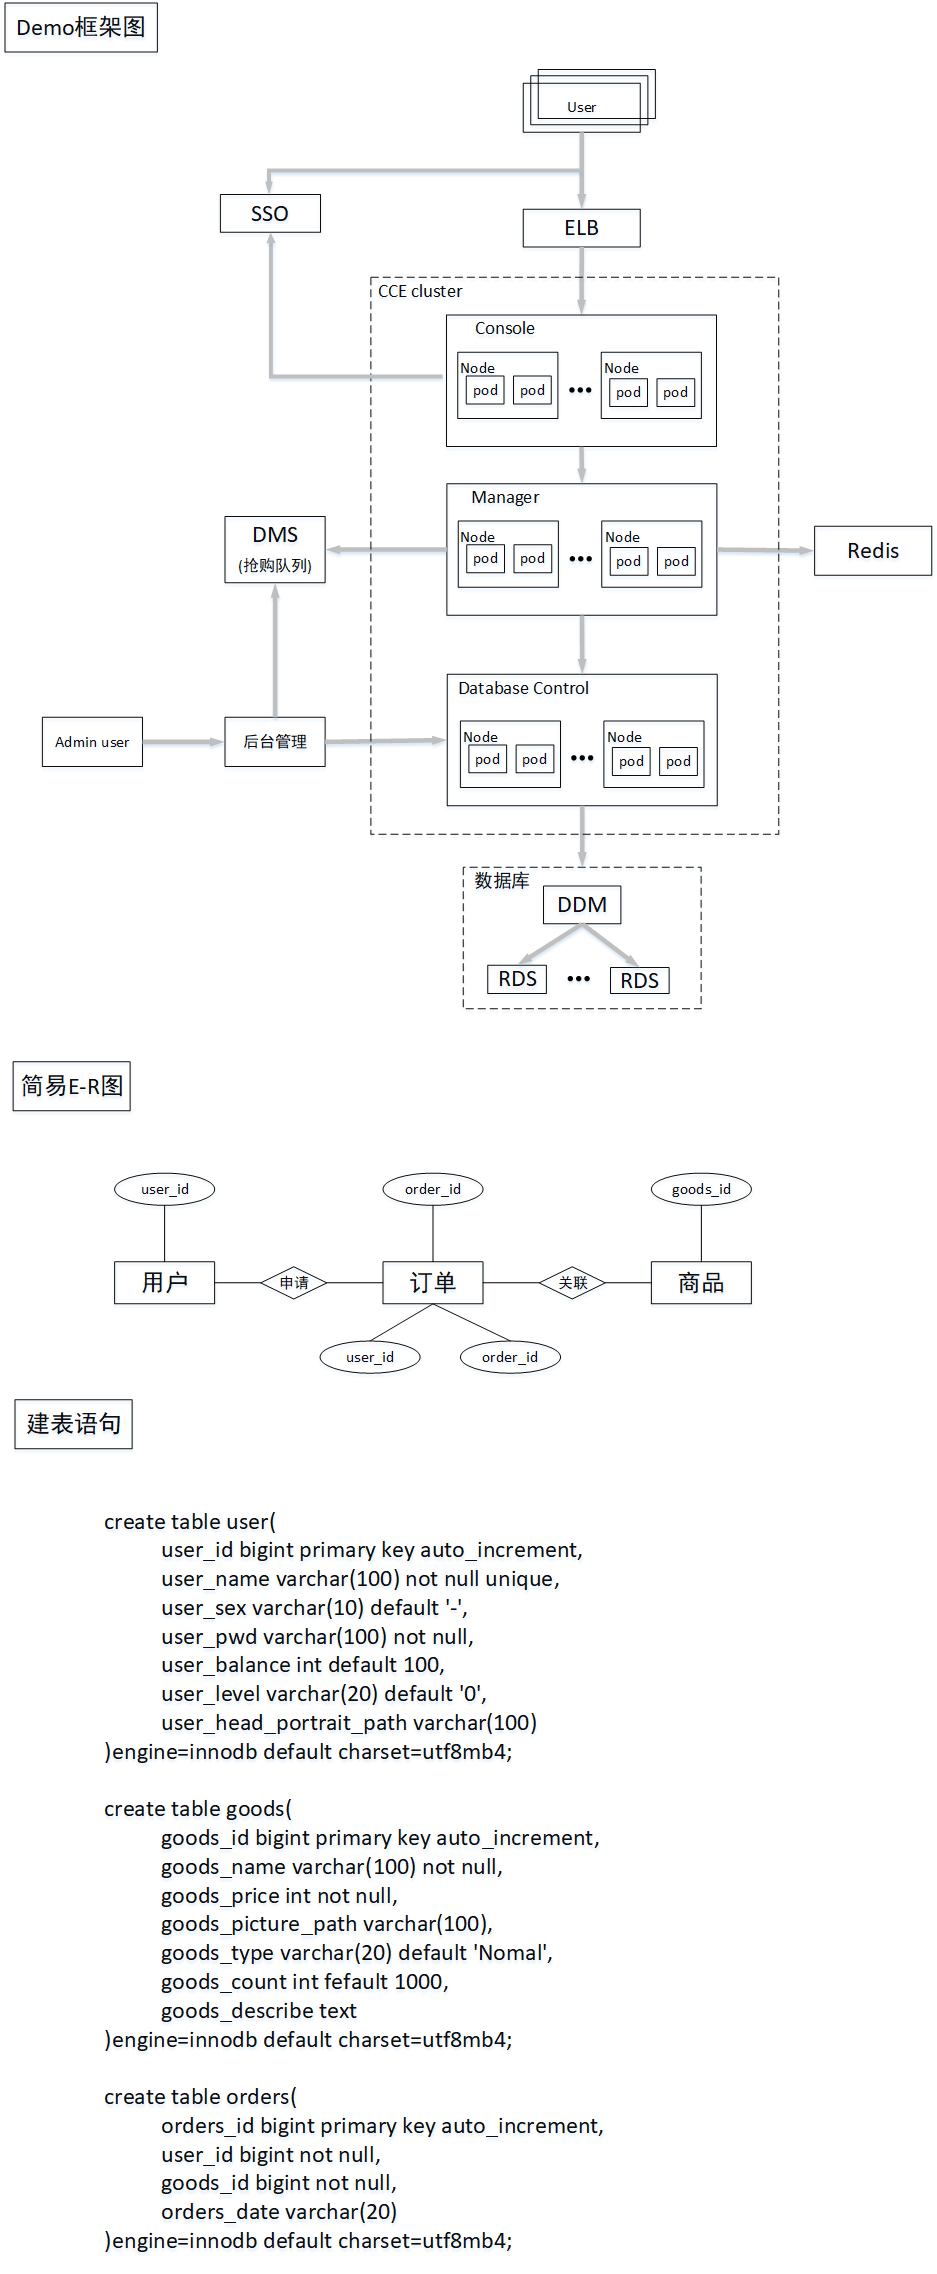 Demo框架图
User
SSO
ELB
CCE cluster
Console
Node
pod pod
•••
Node
pod pod
Manager
Node
pod pod
•••
Node
pod pod
DMS
(抢购队列)
Redis
Database Control
Node
pod pod
•••
Node
pod pod
Admin user
后台管理
数据库
DDM
RDS ••• RDS
简易E-R图
user_id order_id goods_id
用户 申请 订单 关联 商品
user_id order_id
建表语句
create table user(
user_id bigint primary key auto_increment,
user_name varchar(100) not null unique,
user_sex varchar(10) default '-',
user_pwd varchar(100) not null,
user_balance int default 100,
user_level varchar(20) default '0',
user_head_portrait_path varchar(100)
)engine=innodb default charset=utf8mb4;
create table goods(
goods_id bigint primary key auto_increment,
goods_name varchar(100) not null,
goods_price int not null,
goods_picture_path varchar(100),
goods_type varchar(20) default 'Nomal',
goods_count int fefault 1000,
goods_describe text
)engine=innodb default charset=utf8mb4;
create table orders(
orders_id bigint primary key auto_increment,
user_id bigint not null,
goods_id bigint not null,
orders_date varchar(20)
)engine=innodb default charset=utf8mb4;